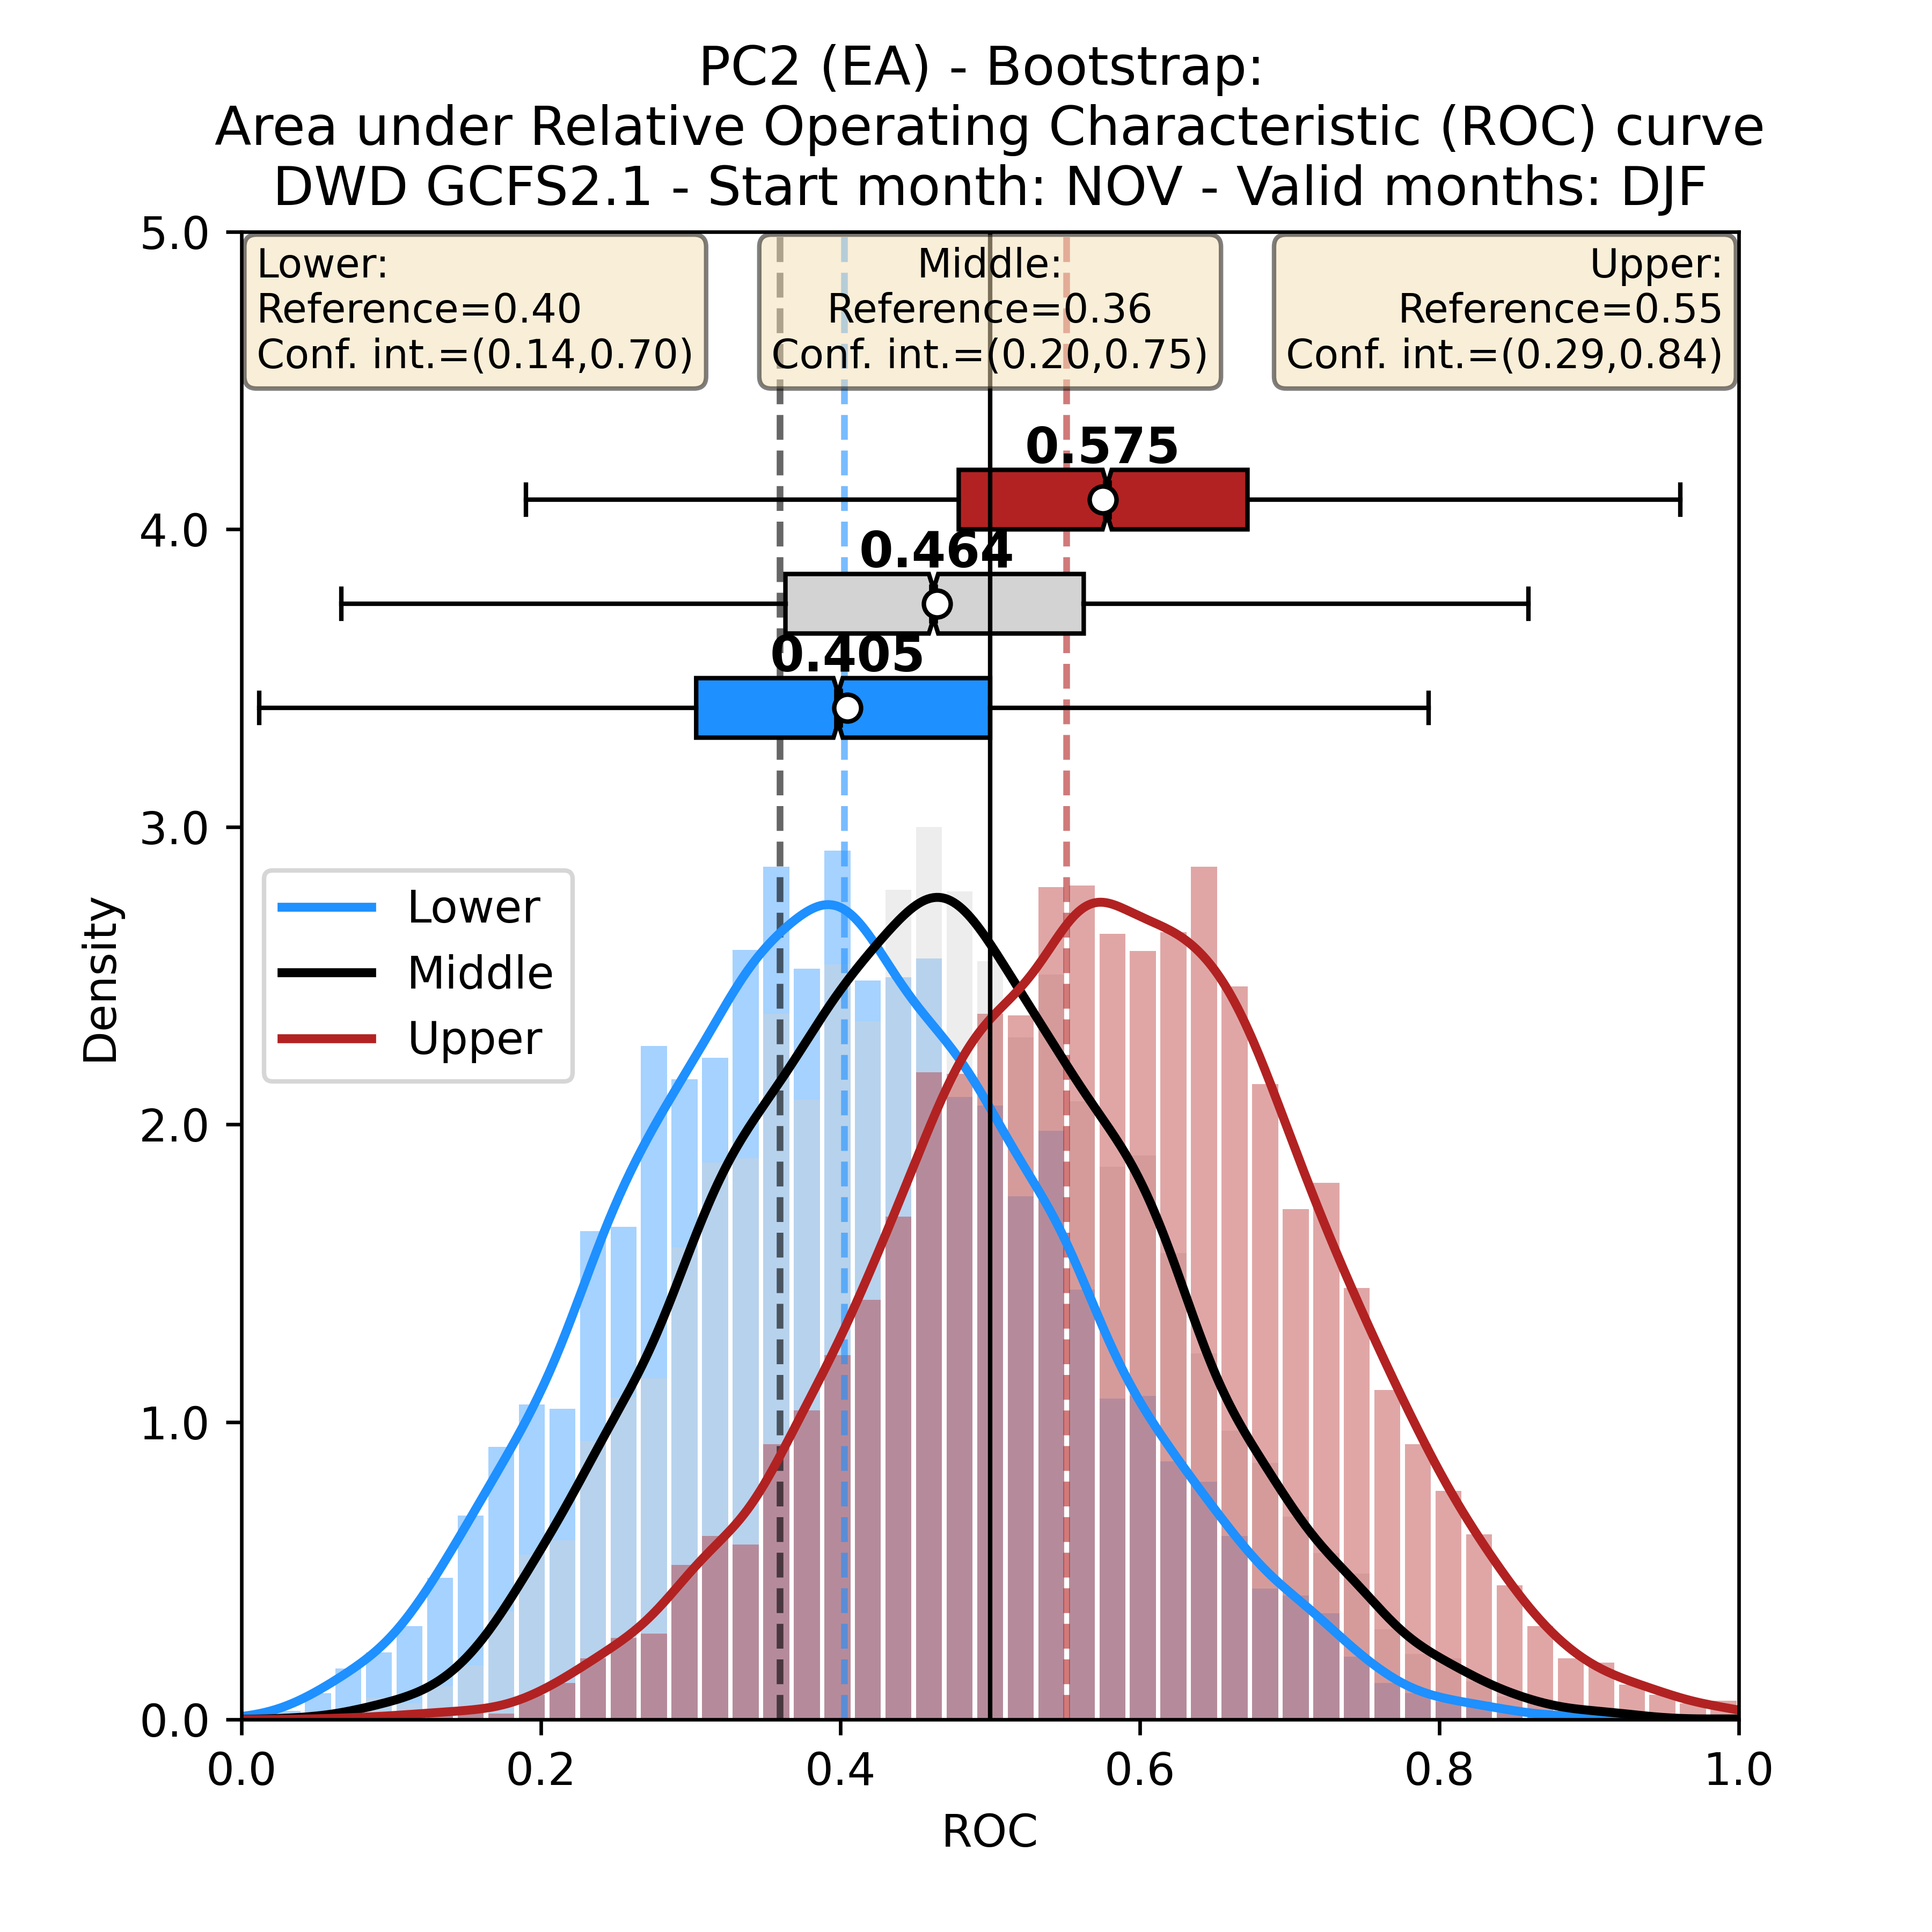 PC2 (EA) - Bootstrap:
Area under Relative Operating Characteristic (ROC) curve
DWD GCFS2.1 - Start month: NOV - Valid months: DJF
Lower:
Reference=0.40
Conf. int.=(0.14,0.70)
Middle:
Reference=0.36
Conf. int.=(0.20,0.75)
Upper:
Reference=0.55
Conf. int.=(0.29,0.84)
0.575
0.464
0.405
Lower
Middle
Upper
Density
5.0
4.0
3.0
2.0
1.0
0.0
0.0 0.2 0.4 0.6 0.8 1.0
ROC